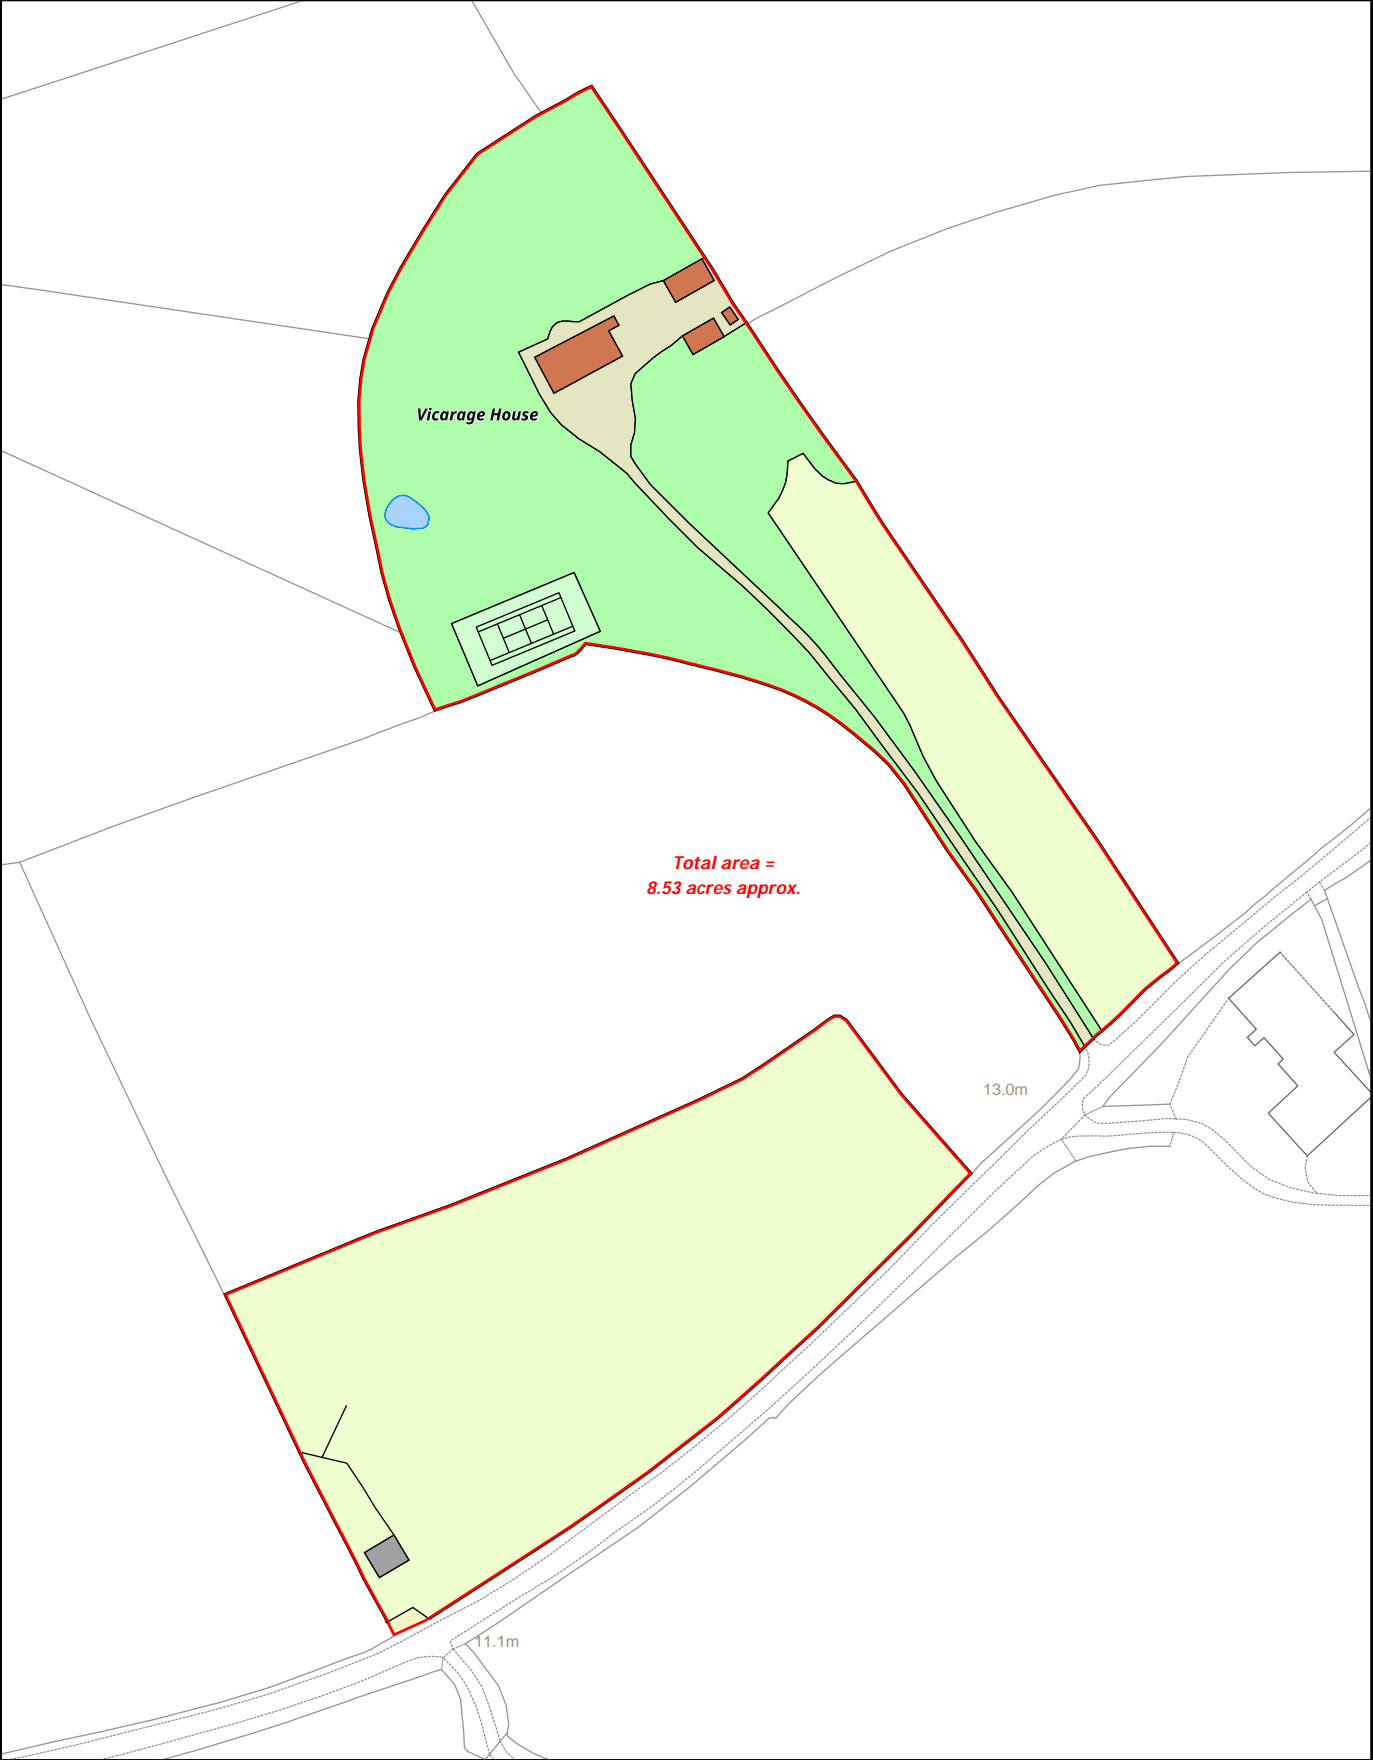 Vicarage House
Total area =
8.53 acres approx.
13.0m
11.1m